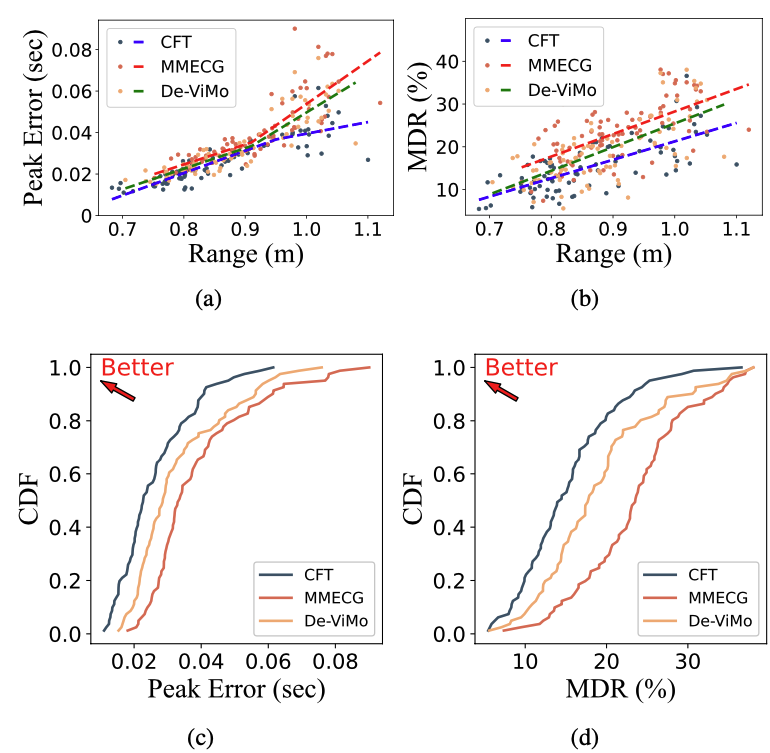 Peak Error (sec)
0.08
0.06
0.04
0.02
0
CFT
MMECG
De-ViMo
0.7 0.8 0.9 1.0 1.1
Range (m)
(a)
MDR (%)
40
30
20
10
CFT
MMECG
De-ViMo
0.7 0.8 0.9 1.0 1.1
Range (m)
(b)
CDF
1.0
0.8
0.6
0.4
0.2
0.0
Better
CFT
MMECG
De-ViMo
0.02 0.04 0.06 0.08
Peak Error (sec)
(c)
CDF
1.0
0.8
0.6
0.4
0.2
0.0
Better
CFT
MMECG
De-ViMo
10 20 30
MDR (%)
(d)